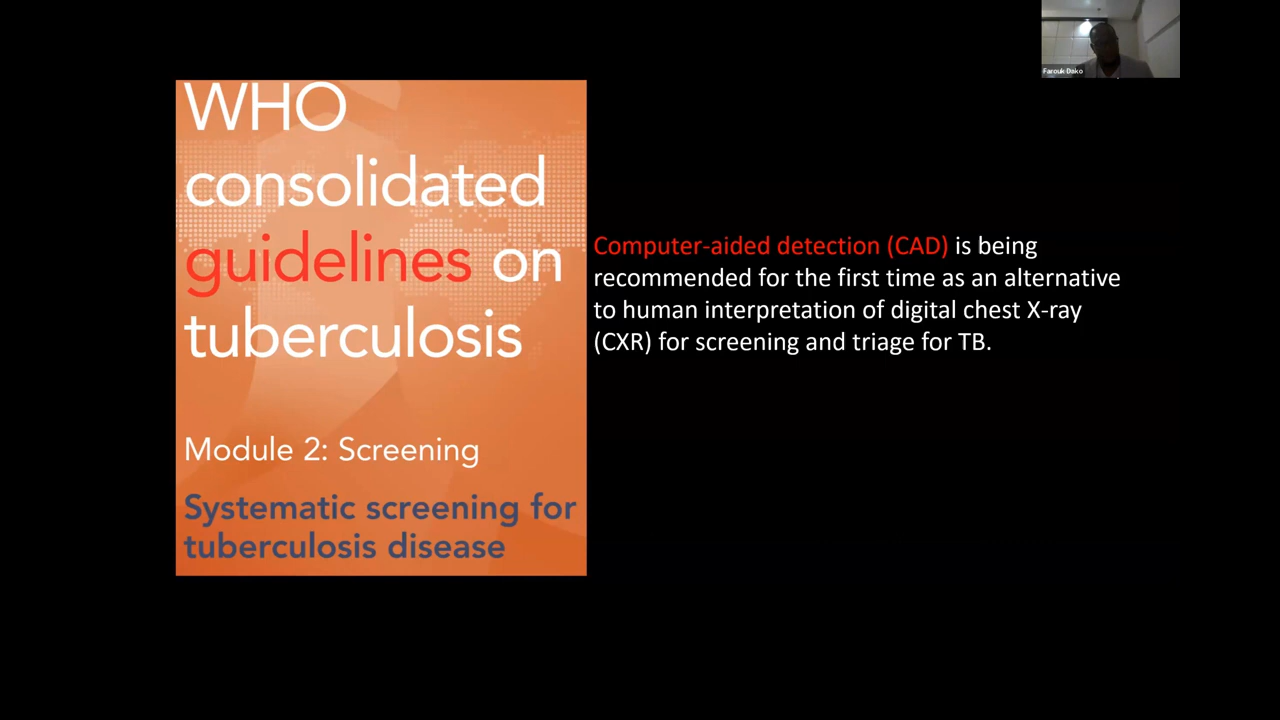 WHO
consolidated
guidelines on
tuberculosis
Module 2: Screening
Systematic screening for
tuberculosis disease
Computer-aided detection (CAD) is being
recommended for the first time as an alternative
to human interpretation of digital chest X-ray
(CXR) for screening and triage for TB.
Farouk Dako